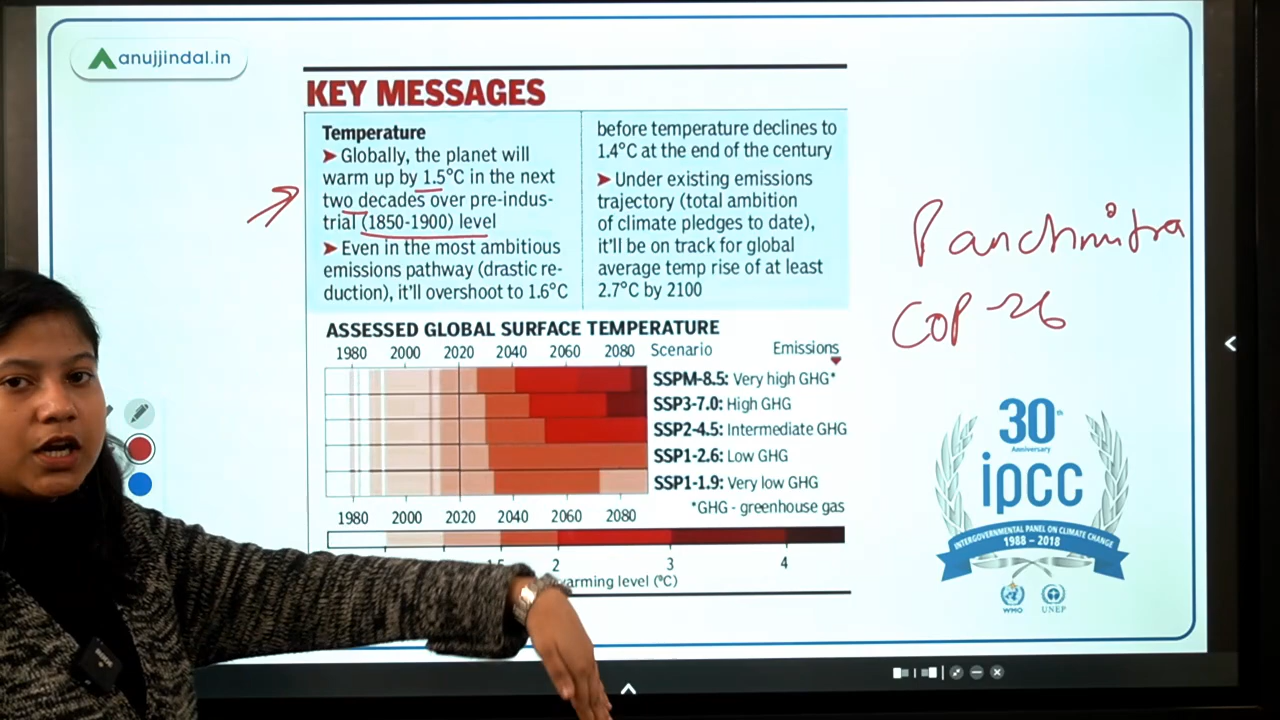 anujjindal.in
KEY MESSAGES
Temperature
➤ Globally, the planet will
warm up by 1.5°C in the next
two decades over pre-indus-
trial (1850-1900) level
➤ Even in the most ambitious
emissions pathway (drastic re-
duction), it'll overshoot to 1.6°C
before temperature declines to
1.4°C at the end of the century
➤ Under existing emissions
trajectory (total ambition
of climate pledges to date),
it'll be on track for global
average temp rise of at least
2.7°C by 2100
Panchmitra
COP-26
ASSESSED GLOBAL SURFACE TEMPERATURE
1980 2000 2020 2040 2060 2080 Scenario Emissions
SSPM-8.5: Very high GHG*
SSP3-7.0: High GHG
SSP2-4.5: Intermediate GHG
SSP1-2.6: Low GHG
SSP1-1.9: Very low GHG
*GHG - greenhouse gas
1980 2000 2020 2040 2060 2080
2 3 4
level (°C)
30th
Anniversary
ipcc
INTERGOVERNMENTAL PANEL ON CLIMATE CHANGE
1988 – 2018
WMO UNEP